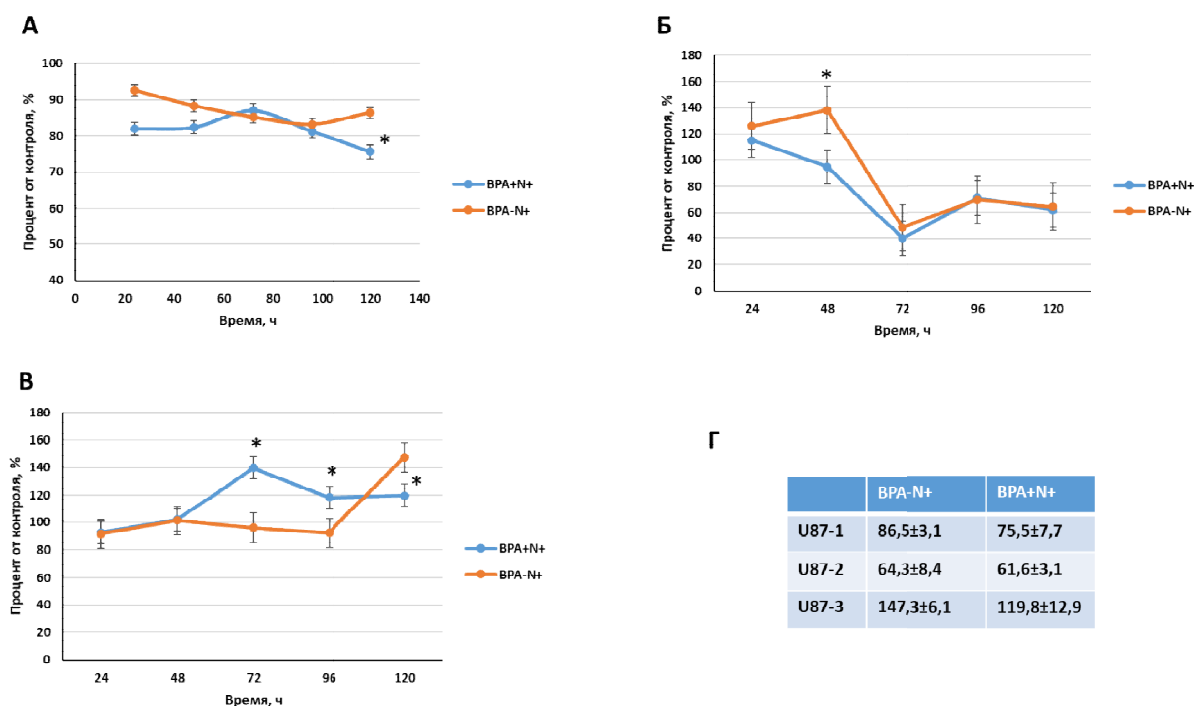 А
Процент от контроля, %
100
90
80
70
60
50
40
0 20 40 60 80 100 120 140
Время, ч
*
BPA+N+
BPA-N+
Б
Процент от контроля, %
180
160
140
120
100
80
60
40
20
0
24 48 72 96 120
Время, ч
*
BPA+N+
BPA-N+
В
Процент от контроля, %
180
160
140
120
100
80
60
40
20
0
24 48 72 96 120
Время, ч
*
*
*
BPA+N+
BPA-N+
Г
BPA-N+ BPA+N+
U87-1 86,5±3,1 75,5±7,7
U87-2 64,3±8,4 61,6±3,1
U87-3 147,3±6,1 119,8±12,9